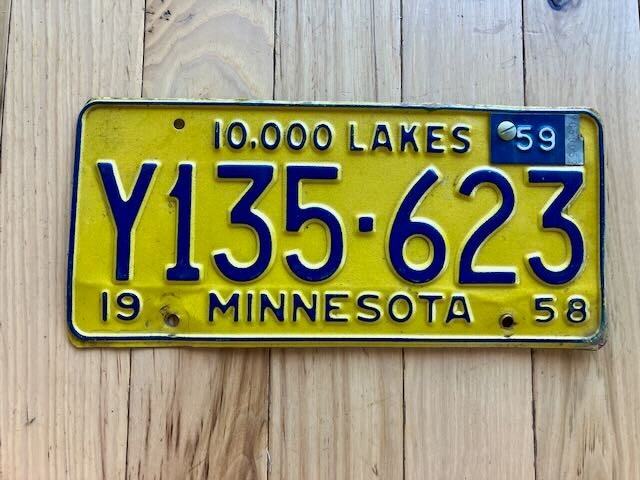 10,000 LAKES 59
Y135·623
19 MINNESOTA 58